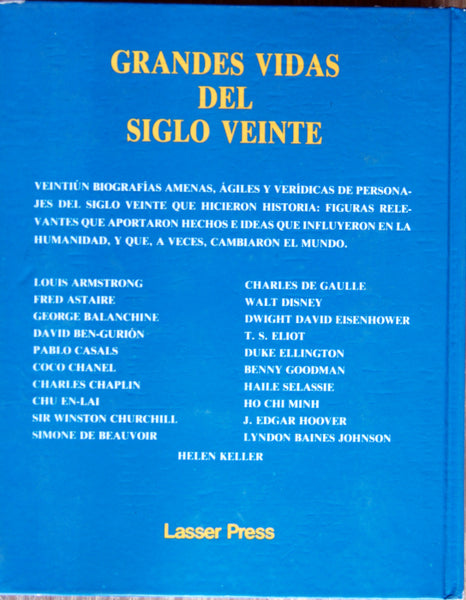 GRANDES VIDAS
DEL
SIGLO VEINTE
VEINTIÚN BIOGRAFÍAS AMENAS, ÁGILES Y VERÍDICAS DE PERSONA-
JES DEL SIGLO VEINTE QUE HICIERON HISTORIA: FIGURAS RELE-
VANTES QUE APORTARON HECHOS E IDEAS QUE INFLUYERON EN LA
HUMANIDAD, Y QUE, A VECES, CAMBIARON EL MUNDO.
LOUIS ARMSTRONG
FRED ASTAIRE
GEORGE BALANCHINE
DAVID BEN-GURIÓN
PABLO CASALS
COCO CHANEL
CHARLES CHAPLIN
CHU EN-LAI
SIR WINSTON CHURCHILL
SIMONE DE BEAUVOIR
CHARLES DE GAULLE
WALT DISNEY
DWIGHT DAVID EISENHOWER
T. S. ELIOT
DUKE ELLINGTON
BENNY GOODMAN
HAILE SELASSIE
HO CHI MINH
J. EDGAR HOOVER
LYNDON BAINES JOHNSON
HELEN KELLER
Lasser Press